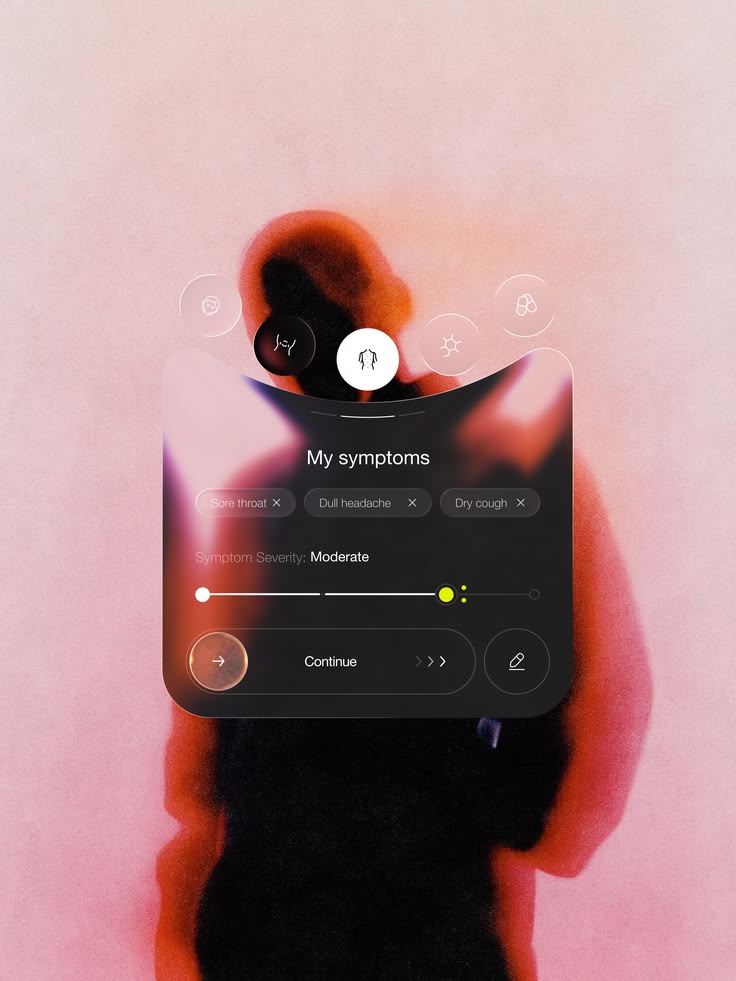 My symptoms
Sore throat
Dull headache
Dry cough
Symptom Severity: Moderate
Continue